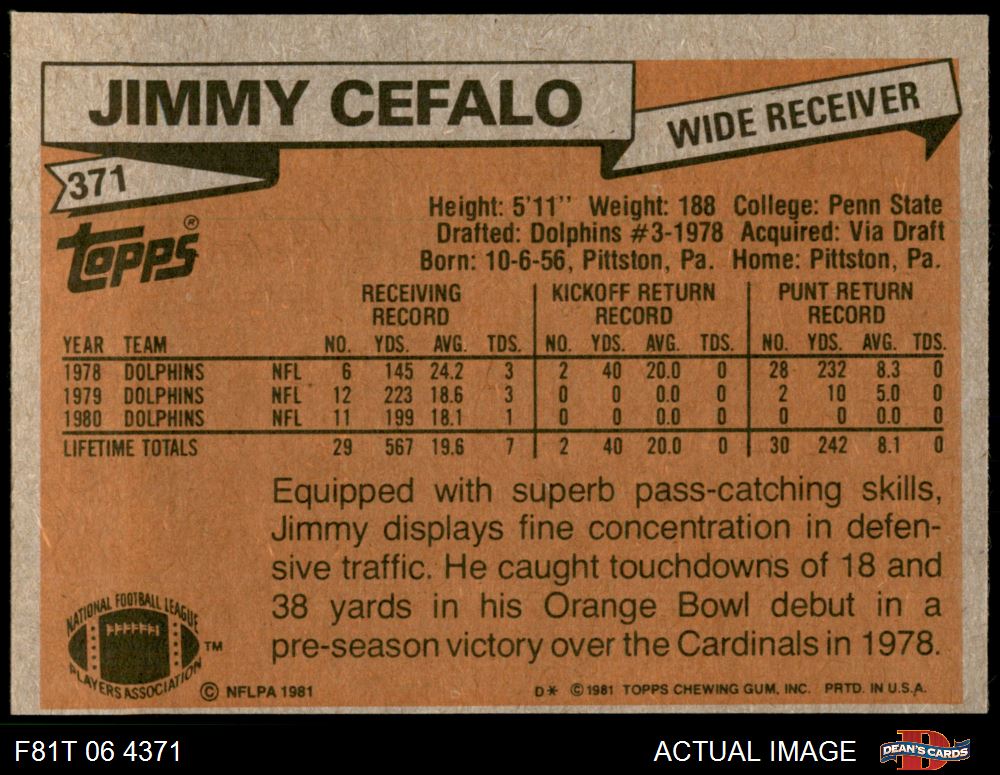 JIMMY CEFALO
WIDE RECEIVER
371
topps®
Height: 5'11'' Weight: 188 College: Penn State
Drafted: Dolphins #3-1978 Acquired: Via Draft
Born: 10-6-56, Pittston, Pa. Home: Pittston, Pa.
RECEIVING RECORD KICKOFF RETURN RECORD PUNT RETURN RECORD
YEAR TEAM NO. YDS. AVG. TDS. NO. YDS. AVG. TDS. NO. YDS. AVG. TDS.
1978 DOLPHINS NFL 6 145 24.2 3 2 40 20.0 0 28 232 8.3 0
1979 DOLPHINS NFL 12 223 18.6 3 0 0 0.0 0 2 10 5.0 0
1980 DOLPHINS NFL 11 199 18.1 1 0 0 0.0 0 0 0 0.0 0
LIFETIME TOTALS 29 567 19.6 7 2 40 20.0 0 30 242 8.1 0
Equipped with superb pass-catching skills,
Jimmy displays fine concentration in defen-
sive traffic. He caught touchdowns of 18 and
38 yards in his Orange Bowl debut in a
pre-season victory over the Cardinals in 1978.
NATIONAL FOOTBALL LEAGUE
PLAYERS ASSOCIATION
TM
© NFLPA 1981
D* © 1981 TOPPS CHEWING GUM, INC. PRTD. IN U.S.A.
F81T 06 4371
ACTUAL IMAGE
DEAN'S CARDS